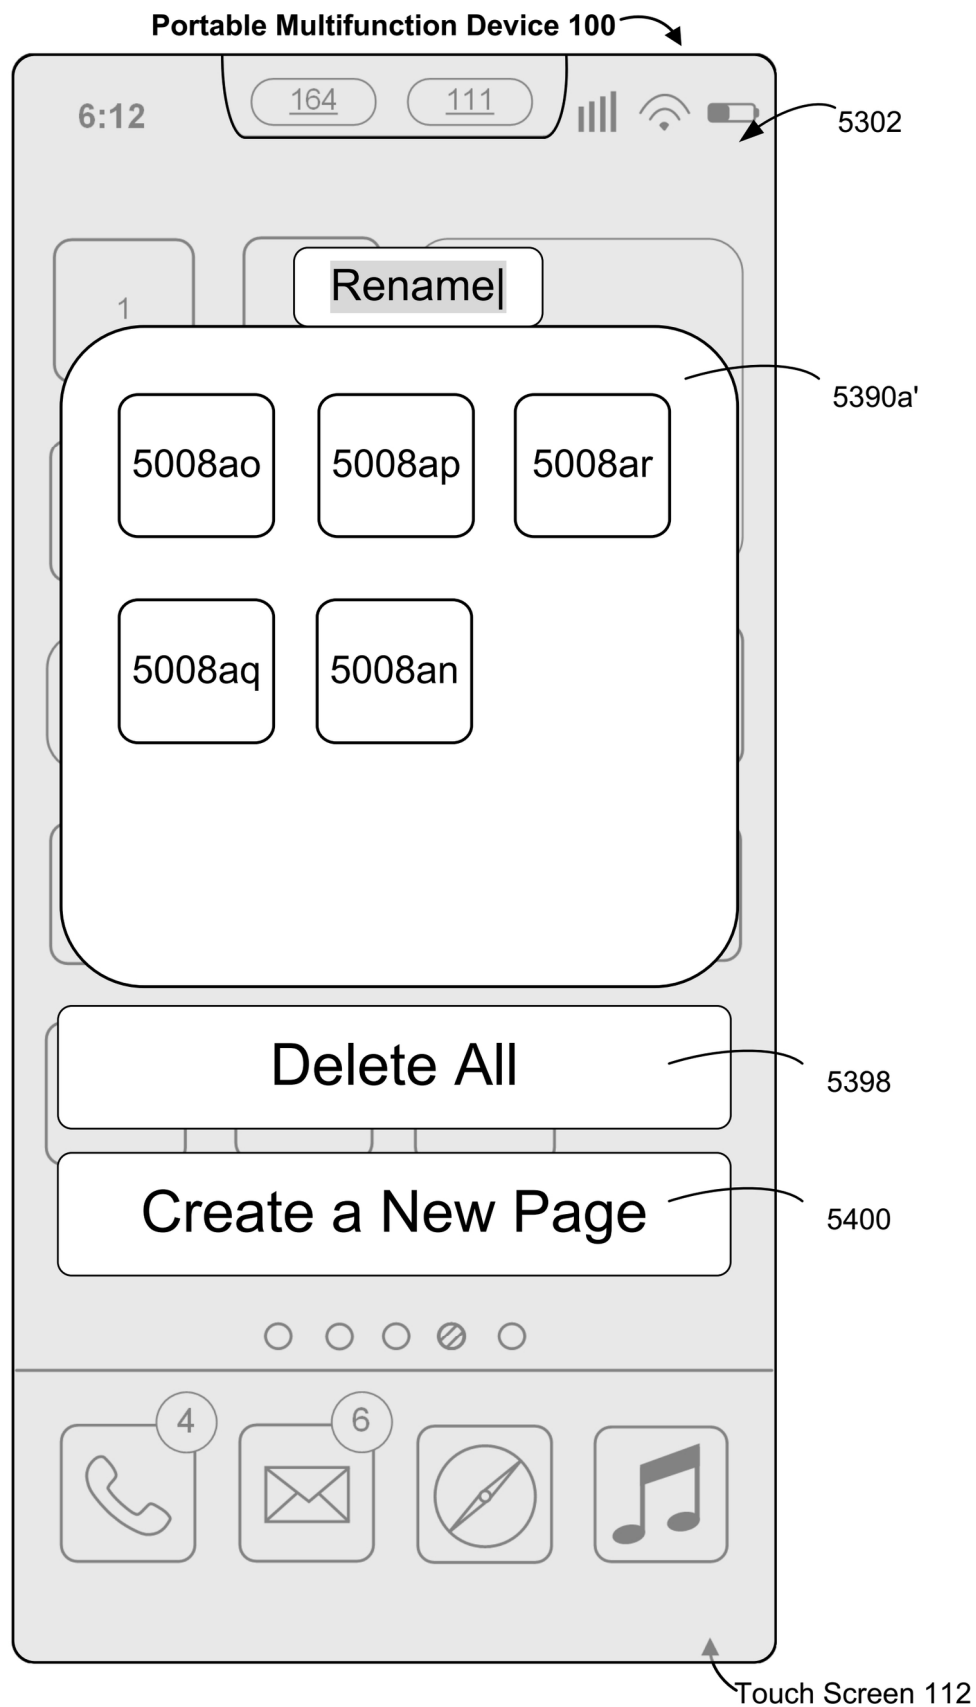 Portable Multifunction Device 100
6:12
164
111
5302
1
Rename
5390a'
5008ao
5008ap
5008ar
5008aq
5008an
Delete All
5398
Create a New Page
5400
4
6
Touch Screen 112